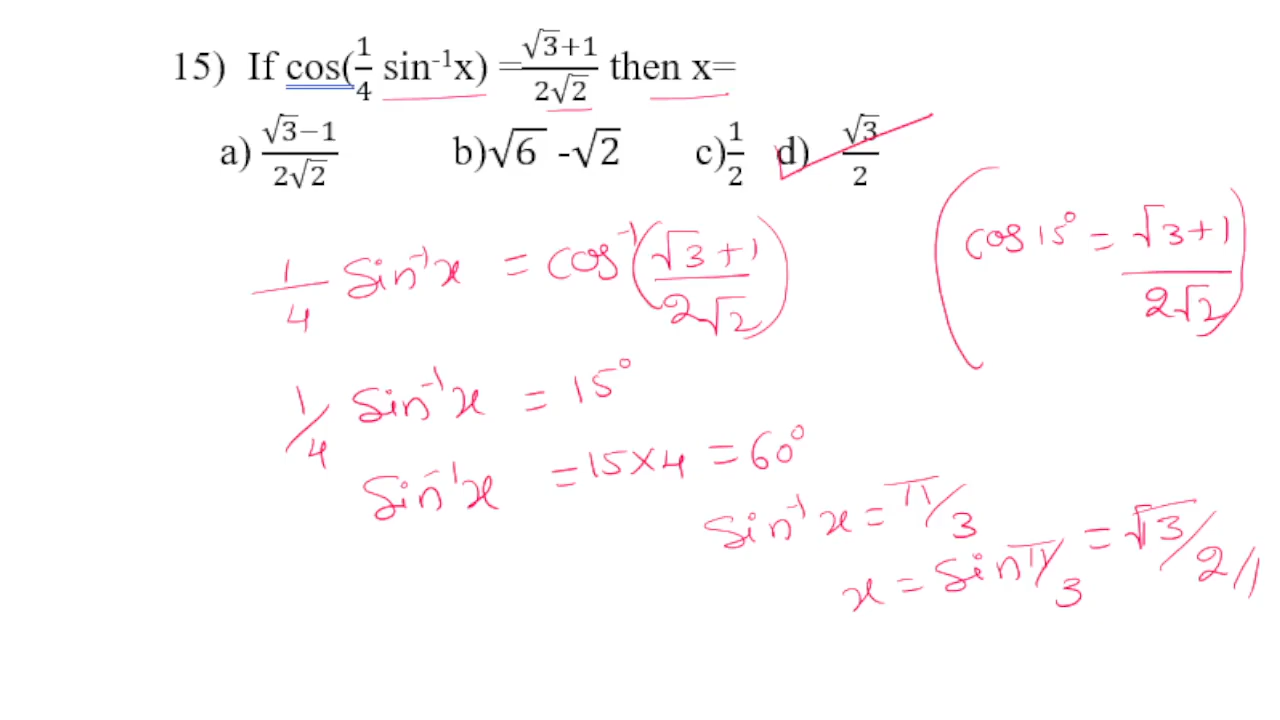 15) If cos(1/4 sin⁻¹x) = (√3+1)/(2√2) then x=
a) (√3−1)/(2√2) b)√6 -√2 c) 1/2 d) √3/2
(cos 15° = (√3+1)/(2√2))
1/4 Sin⁻¹x = cos⁻¹((√3+1)/(2√2))
1/4 Sin⁻¹x = 15°
Sin⁻¹x = 15×4 = 60°
Sin⁻¹x = π/3
x = Sin π/3 = √3/2//